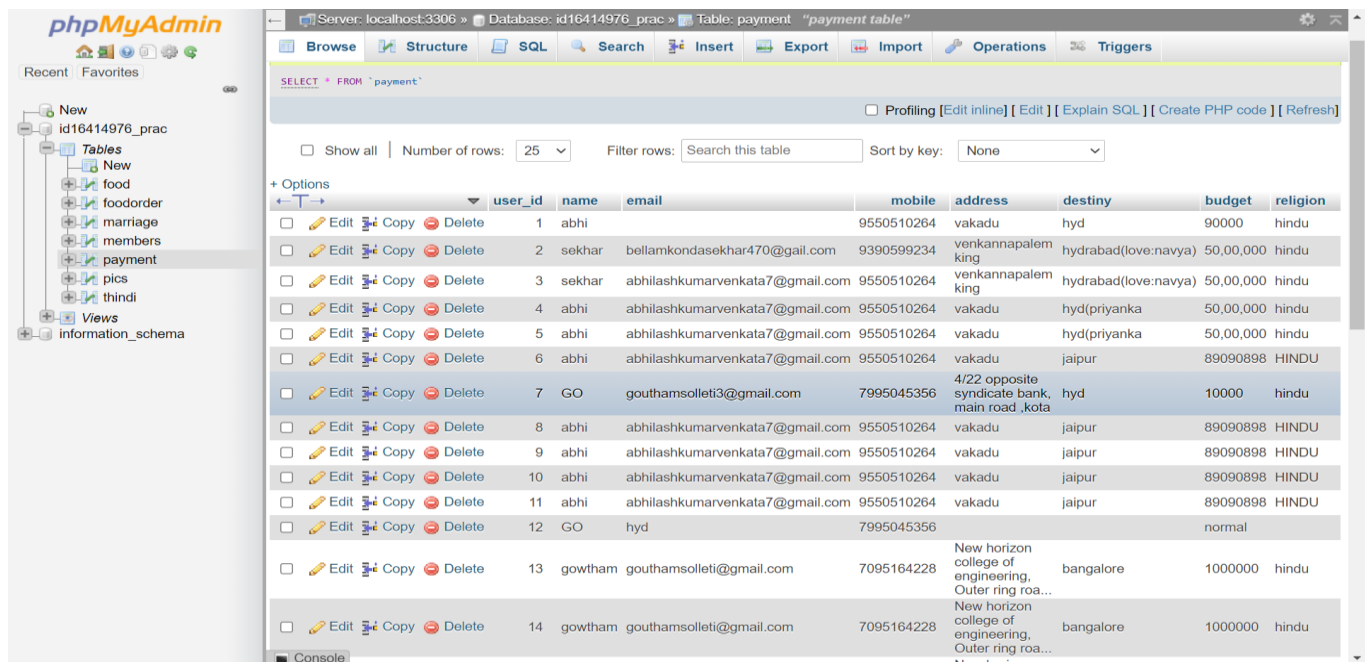 phpMyAdmin
Recent Favorites
New
id16414976_prac
Tables
New
food
foodorder
marriage
members
payment
pics
thindi
Views
information_schema
Server: localhost:3306 » Database: id16414976_prac » Table: payment "payment table"
Browse Structure SQL Search Insert Export Import Operations Triggers
SELECT * FROM `payment`
Profiling [Edit inline] [ Edit ] [ Explain SQL ] [ Create PHP code ] [ Refresh]
Show all | Number of rows: 25 Filter rows: Search this table Sort by key: None
+ Options
←T→ user_id name email mobile address destiny budget religion
Edit Copy Delete 1 abhi 9550510264 vakadu hyd 90000 hindu
Edit Copy Delete 2 sekhar bellamkondasekhar470@gail.com 9390599234 venkannapalem hydrabad(love:navya) 50,00,000 hindu
king
Edit Copy Delete 3 sekhar abhilashkumarvenkata7@gmail.com 9550510264 venkannapalem hydrabad(love:navya) 50,00,000 hindu
king
Edit Copy Delete 4 abhi abhilashkumarvenkata7@gmail.com 9550510264 vakadu hyd(priyanka 50,00,000 hindu
Edit Copy Delete 5 abhi abhilashkumarvenkata7@gmail.com 9550510264 vakadu hyd(priyanka 50,00,000 hindu
Edit Copy Delete 6 abhi abhilashkumarvenkata7@gmail.com 9550510264 vakadu jaipur 89090898 HINDU
4/22 opposite
Edit Copy Delete 7 GO gouthamsolleti3@gmail.com 7995045356 syndicate bank, hyd 10000 hindu
main road ,kota
Edit Copy Delete 8 abhi abhilashkumarvenkata7@gmail.com 9550510264 vakadu jaipur 89090898 HINDU
Edit Copy Delete 9 abhi abhilashkumarvenkata7@gmail.com 9550510264 vakadu jaipur 89090898 HINDU
Edit Copy Delete 10 abhi abhilashkumarvenkata7@gmail.com 9550510264 vakadu jaipur 89090898 HINDU
Edit Copy Delete 11 abhi abhilashkumarvenkata7@gmail.com 9550510264 vakadu jaipur 89090898 HINDU
Edit Copy Delete 12 GO hyd 7995045356 normal
New horizon
college of
Edit Copy Delete 13 gowtham gouthamsolleti@gmail.com 7095164228 engineering, bangalore 1000000 hindu
Outer ring roa...
New horizon
college of
Edit Copy Delete 14 gowtham gouthamsolleti@gmail.com 7095164228 engineering, bangalore 1000000 hindu
Outer ring roa...
Console